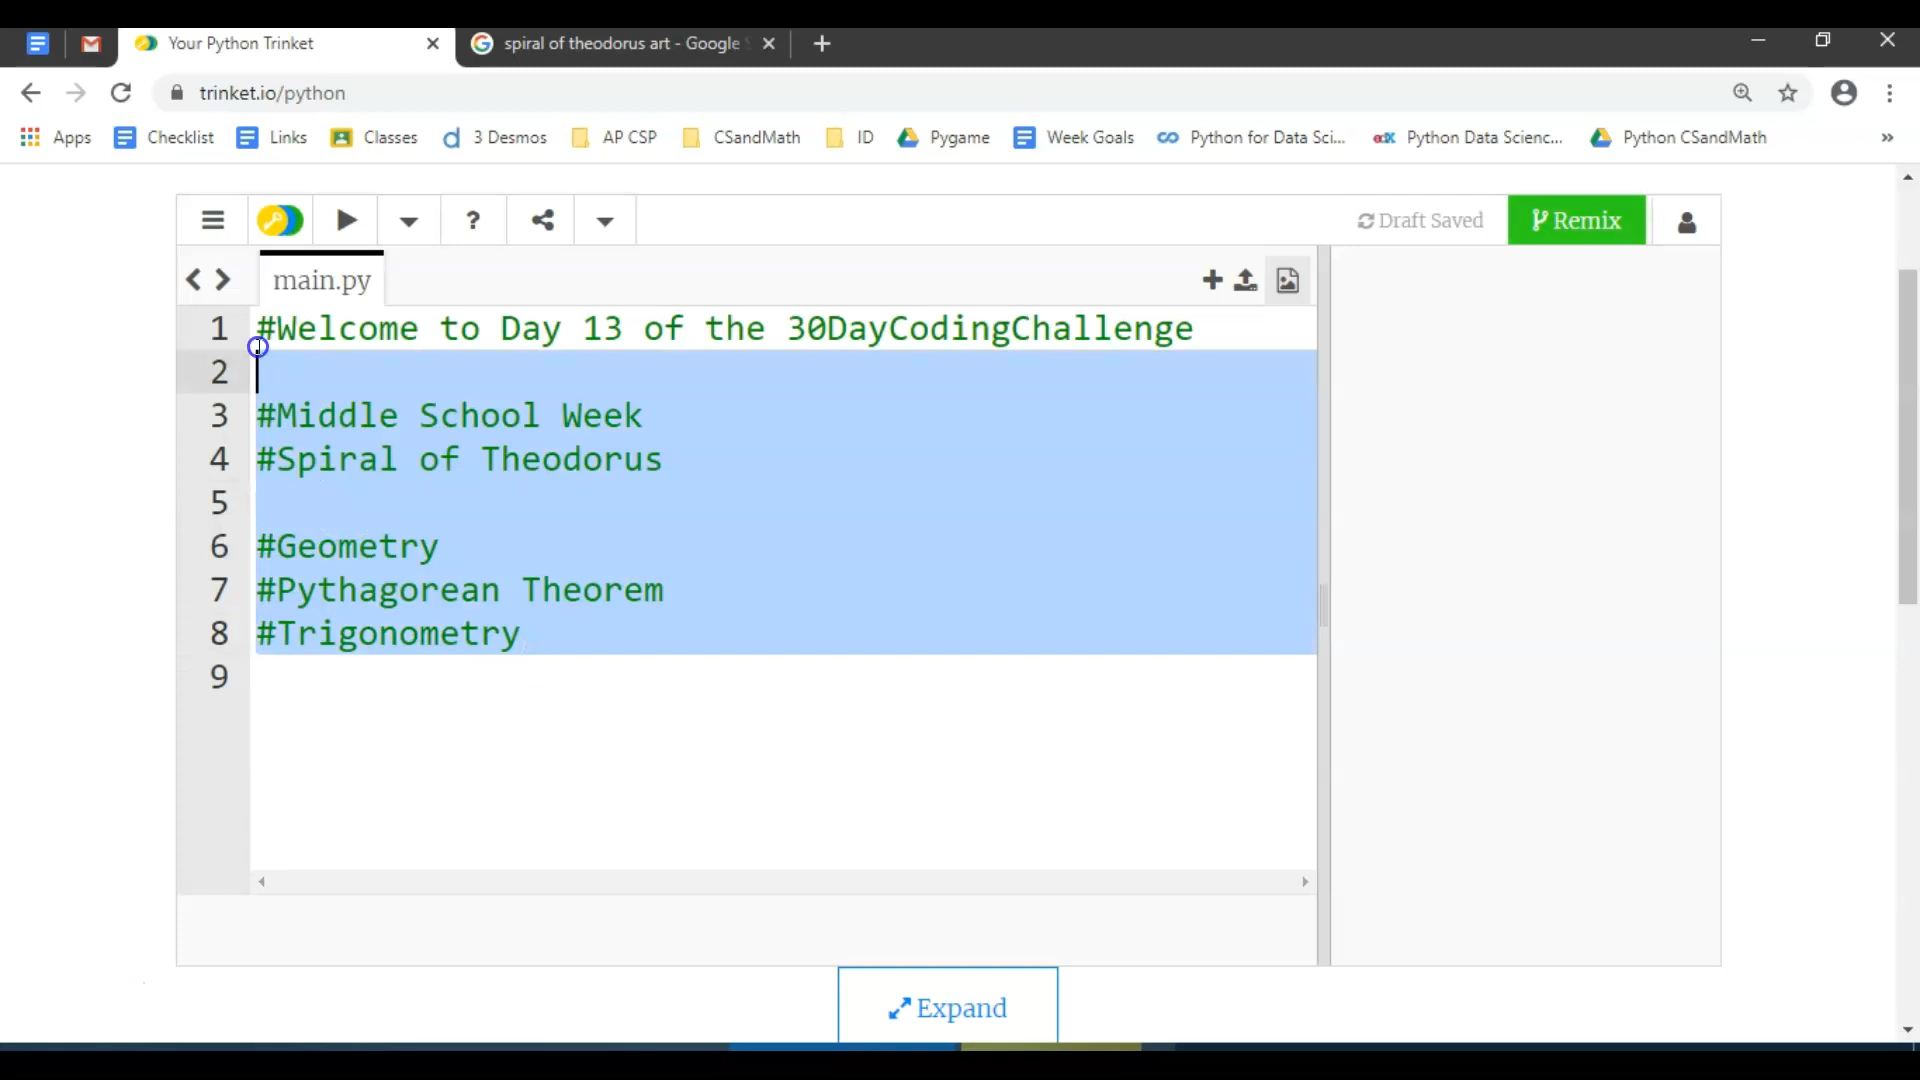 Your Python Trinket
spiral of theodorus art - Google
trinket.io/python
Apps Checklist Links Classes 3 Desmos AP CSP CSandMath ID Pygame Week Goals Python for Data Sci... edX Python Data Scienc... Python CSandMath »
? Draft Saved Remix
main.py
1 #Welcome to Day 13 of the 30DayCodingChallenge
2
3 #Middle School Week
4 #Spiral of Theodorus
5
6 #Geometry
7 #Pythagorean Theorem
8 #Trigonometry
9
Expand